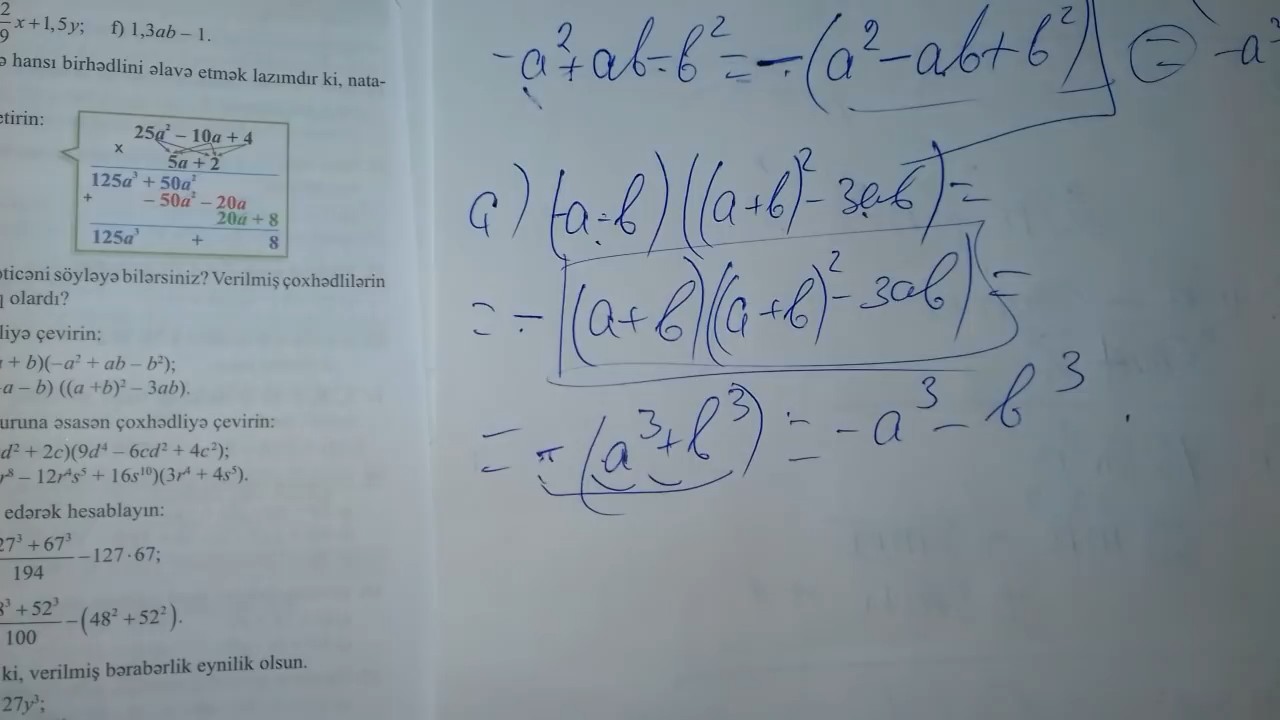 2/9 x+1,5y; f) 1,3ab – 1.
hansı birhədlini əlavə etmək lazımdır ki, nata-
etirin:
25a² – 10a + 4
x 5a + 2
125a³ + 50a²
+ – 50a² – 20a
20a + 8
125a³ + 8
ticəni söyləyə bilərsiniz? Verilmiş çoxhədlilərin
olardı?
liyə çevirin:
+ b)(–a² + ab – b²);
a – b) ((a +b)² – 3ab).
uruna əsasən çoxhədliyə çevirin:
d² + 2c)(9d⁴ – 6cd² + 4c²);
r⁸ – 12r⁴s⁵ + 16s¹⁰)(3r⁴ + 4s⁵).
edərək hesablayın:
27³ + 67³/194 – 127·67;
8³ + 52³/100 – (48² + 52²).
ki, verilmiş bərabərlik eynilik olsun.
27y³;
-a²+ab-b²=-(a²-ab+b²) = -a³
a) (-a-b)((a+b)²-3ab)=
=-(a+b)((a+b)²-3ab)=
=-(a³+b³)=-a³-b³.